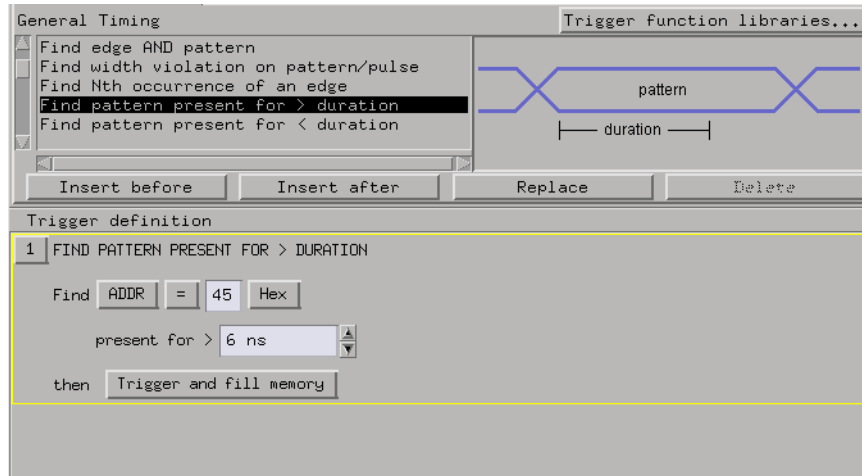 General Timing
Trigger function libraries...
Find edge AND pattern
Find width violation on pattern/pulse
Find Nth occurrence of an edge
Find pattern present for > duration
Find pattern present for < duration
pattern
duration
Insert before
Insert after
Replace
Delete
Trigger definition
1 FIND PATTERN PRESENT FOR > DURATION
Find ADDR = 45 Hex
present for > 6 ns
then Trigger and fill memory